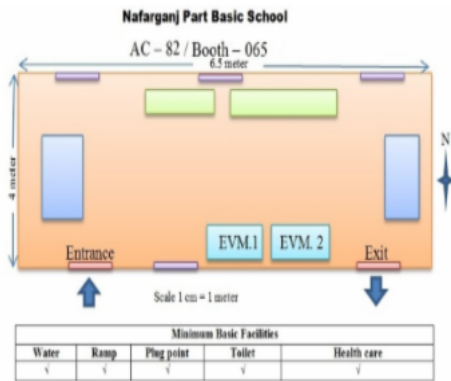 Nafarganj Part Basic School
AC – 82 / Booth – 065
6.5 meter
4 meter
N
EVM.1 EVM. 2
Entrance Exit
Scale 1 cm = 1 meter
Minimum Basic Facilities
Water Ramp Plug point Toilet Health care
√ √ √ √ √